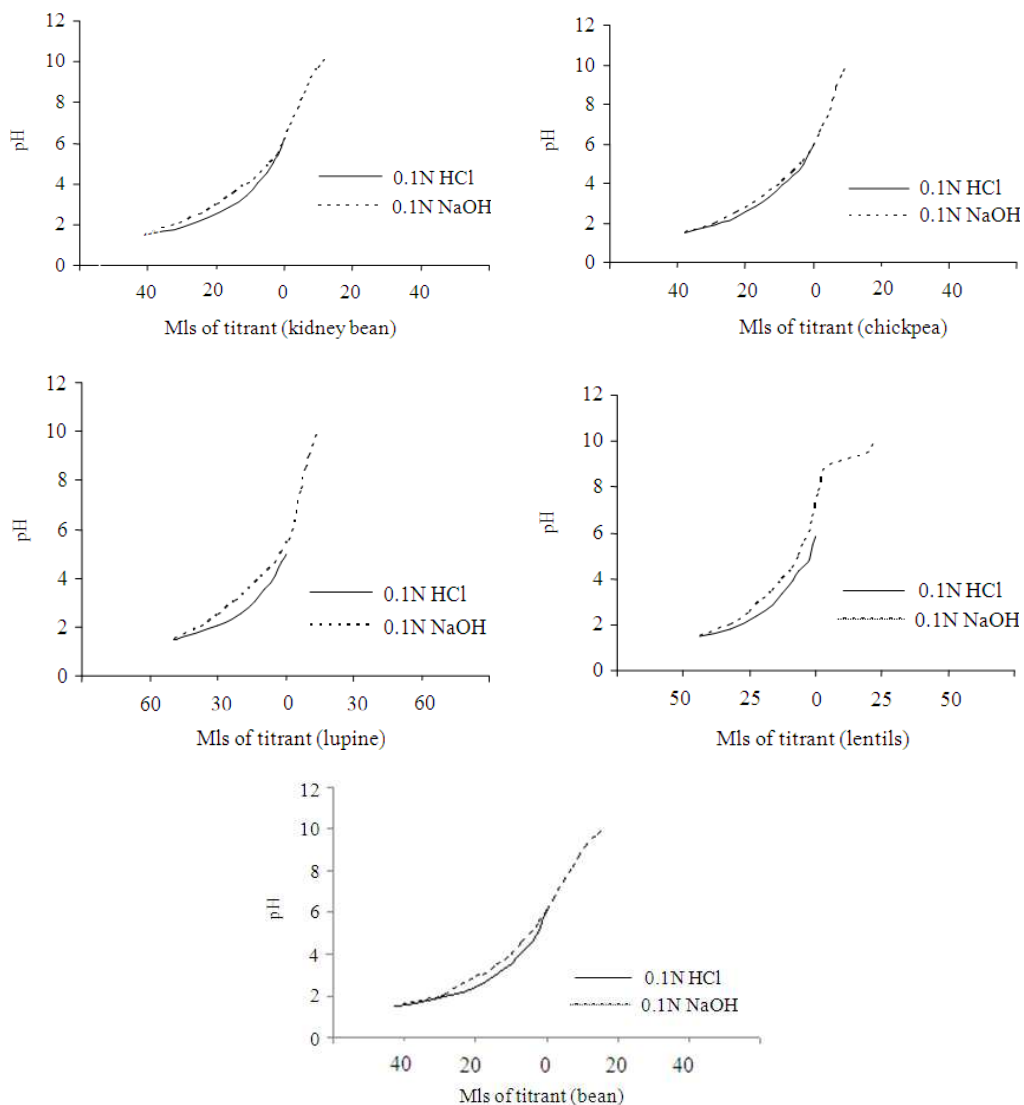 12
10
8
6
4
2
0
pH
0.1N HCl
0.1N NaOH
40 20 0 20 40
Mls of titrant (kidney bean)
12
10
8
6
4
2
0
pH
0.1N HCl
0.1N NaOH
40 20 0 20 40
Mls of titrant (chickpea)
12
10
8
6
4
2
0
pH
0.1N HCl
0.1N NaOH
60 30 0 30 60
Mls of titrant (lupine)
12
10
8
6
4
2
0
pH
0.1N HCl
0.1N NaOH
50 25 0 25 50
Mls of titrant (lentils)
12
10
8
6
4
2
0
pH
0.1N HCl
0.1N NaOH
40 20 0 20 40
Mls of titrant (bean)